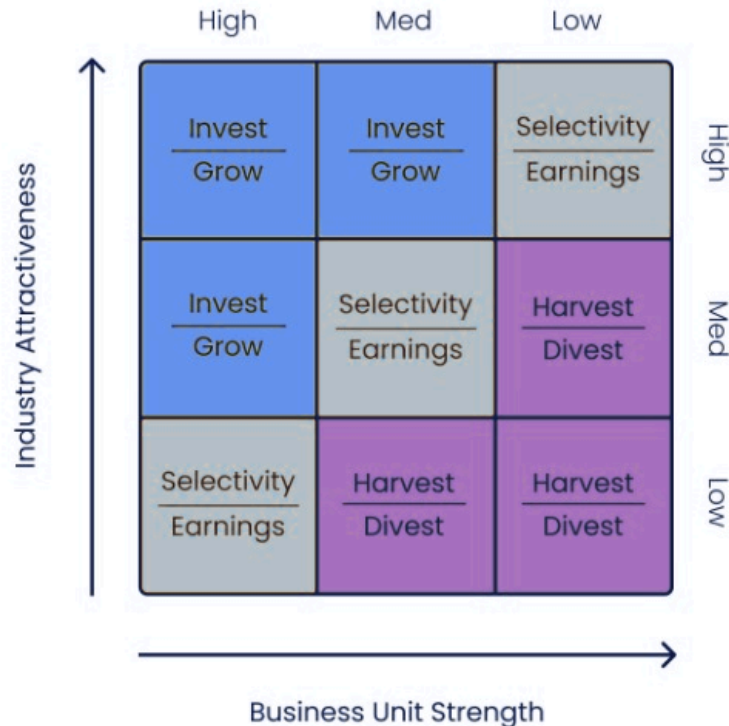 High Med Low
Invest
Grow
Invest
Grow
Selectivity
Earnings
High
Invest
Grow
Selectivity
Earnings
Harvest
Divest
Med
Selectivity
Earnings
Harvest
Divest
Harvest
Divest
Low
Industry Attractiveness
Business Unit Strength